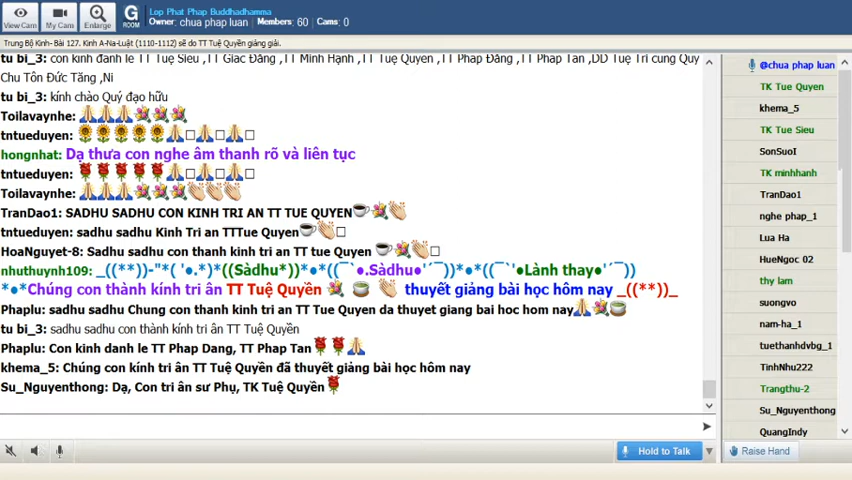 Lop Phat Phap Buddhadhamma
Owner: chua phap luan Members: 60 Cams: 0
View Cam My Cam Enlarge G ROOM
Trung Bộ Kinh- Bài 127. Kinh A-Na-Luật (1110-1112) sẽ do TT Tuệ Quyền giảng giải.
tu bi_3: con kính đảnh lễ TT Tuệ Siêu ,TT Giác Đẳng ,TT Minh Hạnh ,TT Tuệ Quyền ,TT Pháp Đăng ,TT Pháp Tân ,DĐ Tuệ Tri cung Quý
Chu Tôn Đức Tăng ,Ni
tu bi_3: kính chào Quý đạo hữu
Toilavaynhe: 🙏🙏🙏💐💐💐
tntueduyen: 🌻🌻🌻🌻🌻🙏□🙏□🙏□
hongnhat: Dạ thưa con nghe âm thanh rõ và liên tục
tntueduyen: 🌹🌹🌹🌹🌹🙏□🙏□🙏□
Toilavaynhe: 🙏🙏🙏💐💐💐👏👏👏
TranDao1: SADHU SADHU CON KINH TRI AN TT TUE QUYEN☕💐👏
tntueduyen: sadhu sadhu Kinh Tri an TTTue Quyen☕👏□
HoaNguyet-8: Sadhu sadhu con thanh kinh tri an TT tue Quyen ☕💐👏□
nhuthuynh109: _((**))-"*( '●.*)*((Sàdhu*))*●*((¯`'●.Sàdhu●'´¯))*●*((¯`'●Lành thay●'´¯))
*●*Chúng con thành kính tri ân TT Tuệ Quyền 💐 🍵 👏 thuyết giảng bài học hôm nay _((**))_
Phaplu: sadhu sadhu Chung con thanh kinh tri an TT Tue Quyen da thuyet giang bai hoc hom nay🙏💐🍵
tu bi_3: sadhu sadhu con thành kính tri ân TT Tuệ Quyền
Phaplu: Con kinh danh le TT Phap Dang, TT Phap Tan🌹🌹🙏
khema_5: Chúng con kính tri ân TT Tuệ Quyền đã thuyết giảng bài học hôm nay
Su_Nguyenthong: Dạ, Con tri ân sư Phụ, TK Tuệ Quyền🌹
@chua phap luan
TK Tue Quyen
khema_5
TK Tue Sieu
SonSuoI
TK minhhanh
TranDao1
nghe phap_1
Lua Ha
HueNgoc 02
thy lam
suongvo
nam-ha_1
tuethanhdvbg_1
TinhNhu222
Trangthu-2
Su_Nguyenthong
QuangIndy
Hold to Talk
Raise Hand